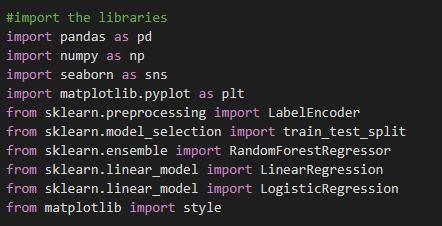 #import the libraries
import pandas as pd
import numpy as np
import seaborn as sns
import matplotlib.pyplot as plt
from sklearn.preprocessing import LabelEncoder
from sklearn.model_selection import train_test_split
from sklearn.ensemble import RandomForestRegressor
from sklearn.linear_model import LinearRegression
from sklearn.linear_model import LogisticRegression
from matplotlib import style